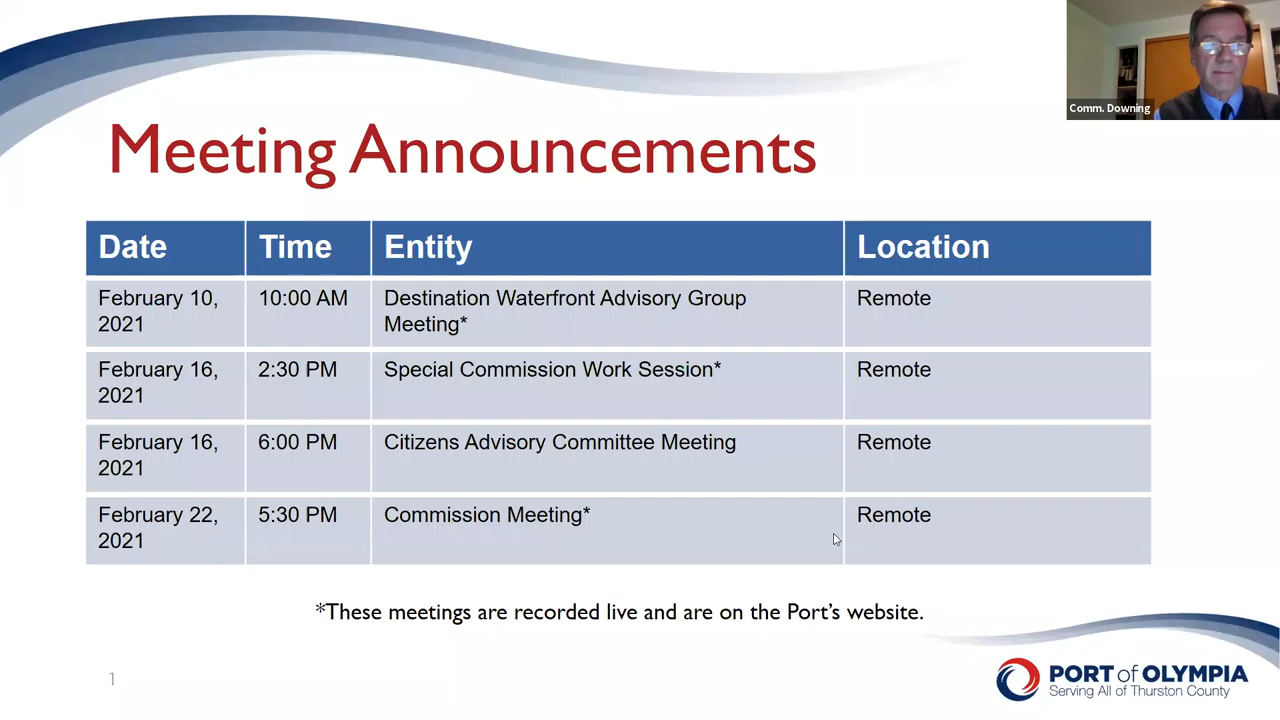 Comm. Downing
Meeting Announcements
Date Time Entity Location
February 10, 10:00 AM Destination Waterfront Advisory Group Remote
2021 Meeting*
February 16, 2:30 PM Special Commission Work Session* Remote
2021
February 16, 6:00 PM Citizens Advisory Committee Meeting Remote
2021
February 22, 5:30 PM Commission Meeting* Remote
2021
*These meetings are recorded live and are on the Port’s website.
1
PORT of OLYMPIA
Serving All of Thurston County